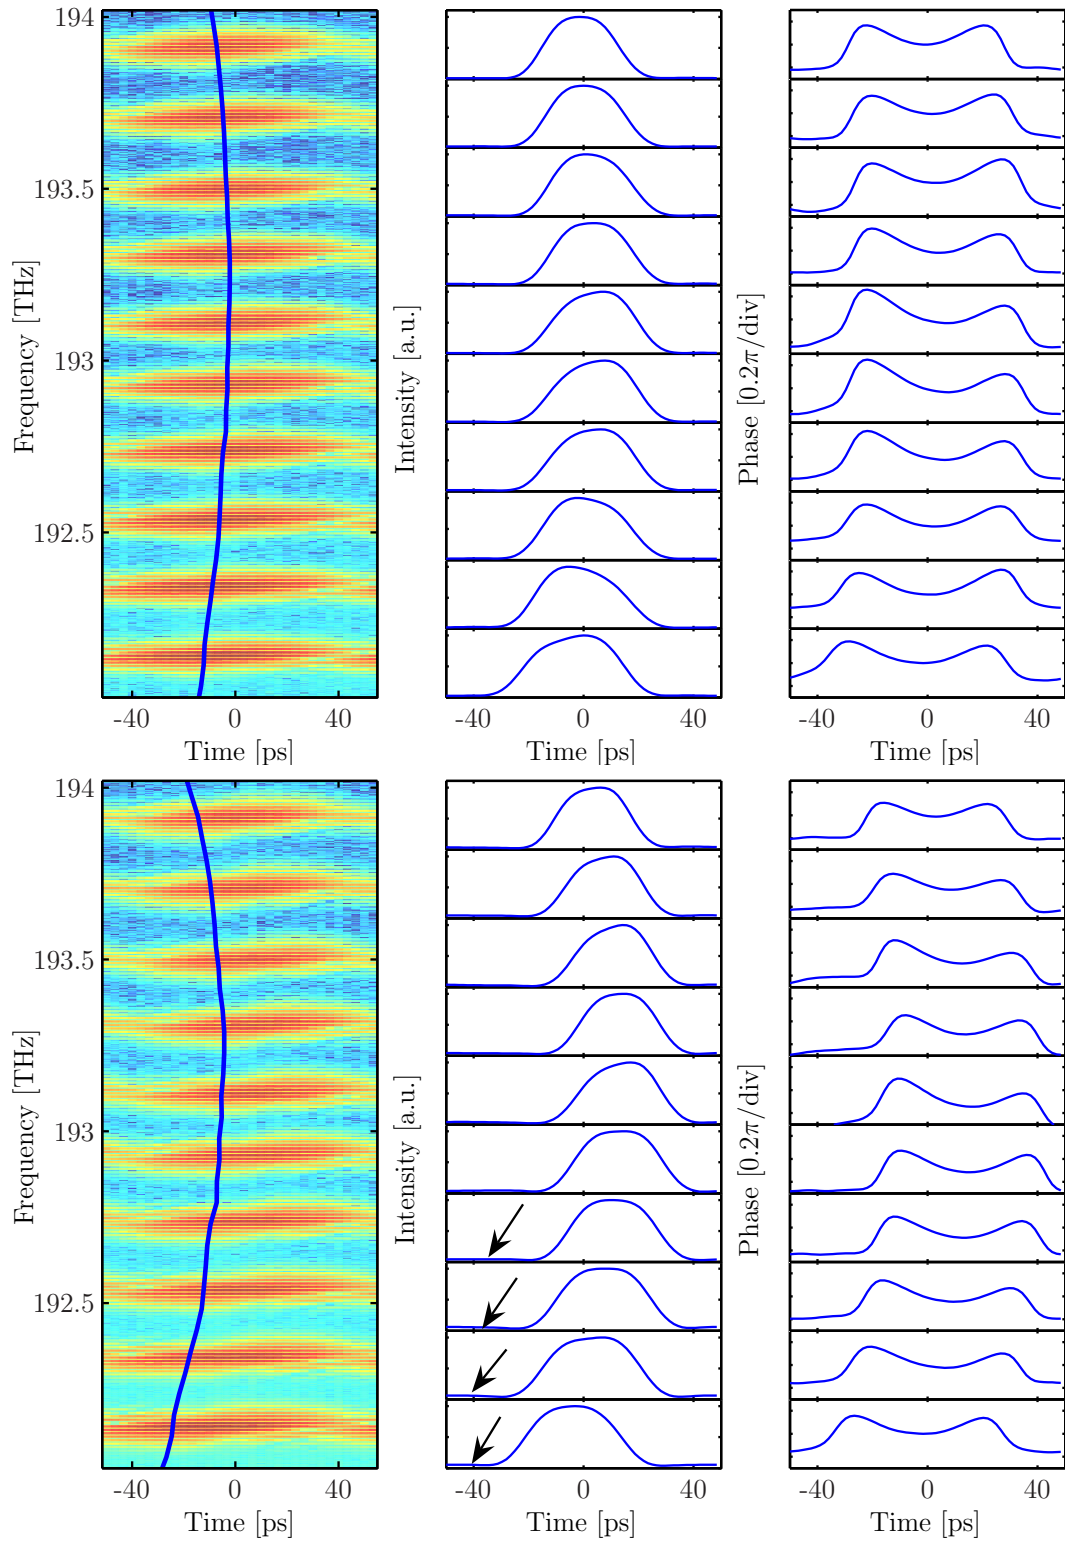 194
193.5
193
192.5
Frequency [THz]
-40 0 40
Time [ps]
Intensity [a.u.]
-40 0 40
Time [ps]
Phase [0.2π/div]
-40 0 40
Time [ps]
194
193.5
193
192.5
Frequency [THz]
-40 0 40
Time [ps]
Intensity [a.u.]
-40 0 40
Time [ps]
Phase [0.2π/div]
-40 0 40
Time [ps]